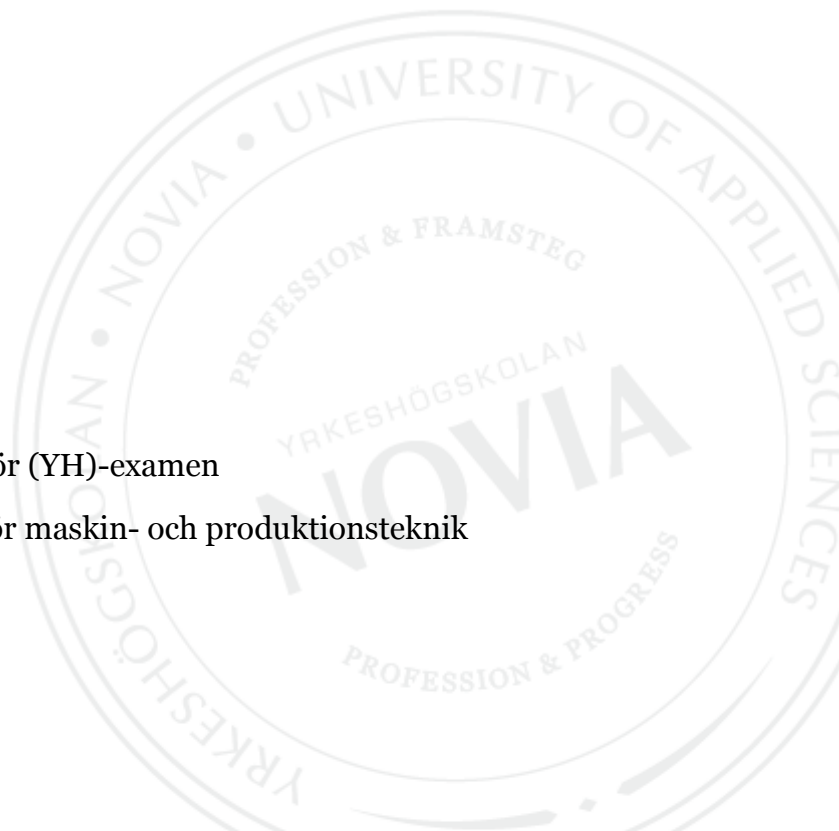 YRKESHÖGSKOLAN • NOVIA • UNIVERSITY OF APPLIED SCIENCES
PROFESSION & FRAMSTEG
YRKESHÖGSKOLAN
NOVIA
ör (YH)-examen
ör maskin- och produktionsteknik
PROFESSION & PROGRESS